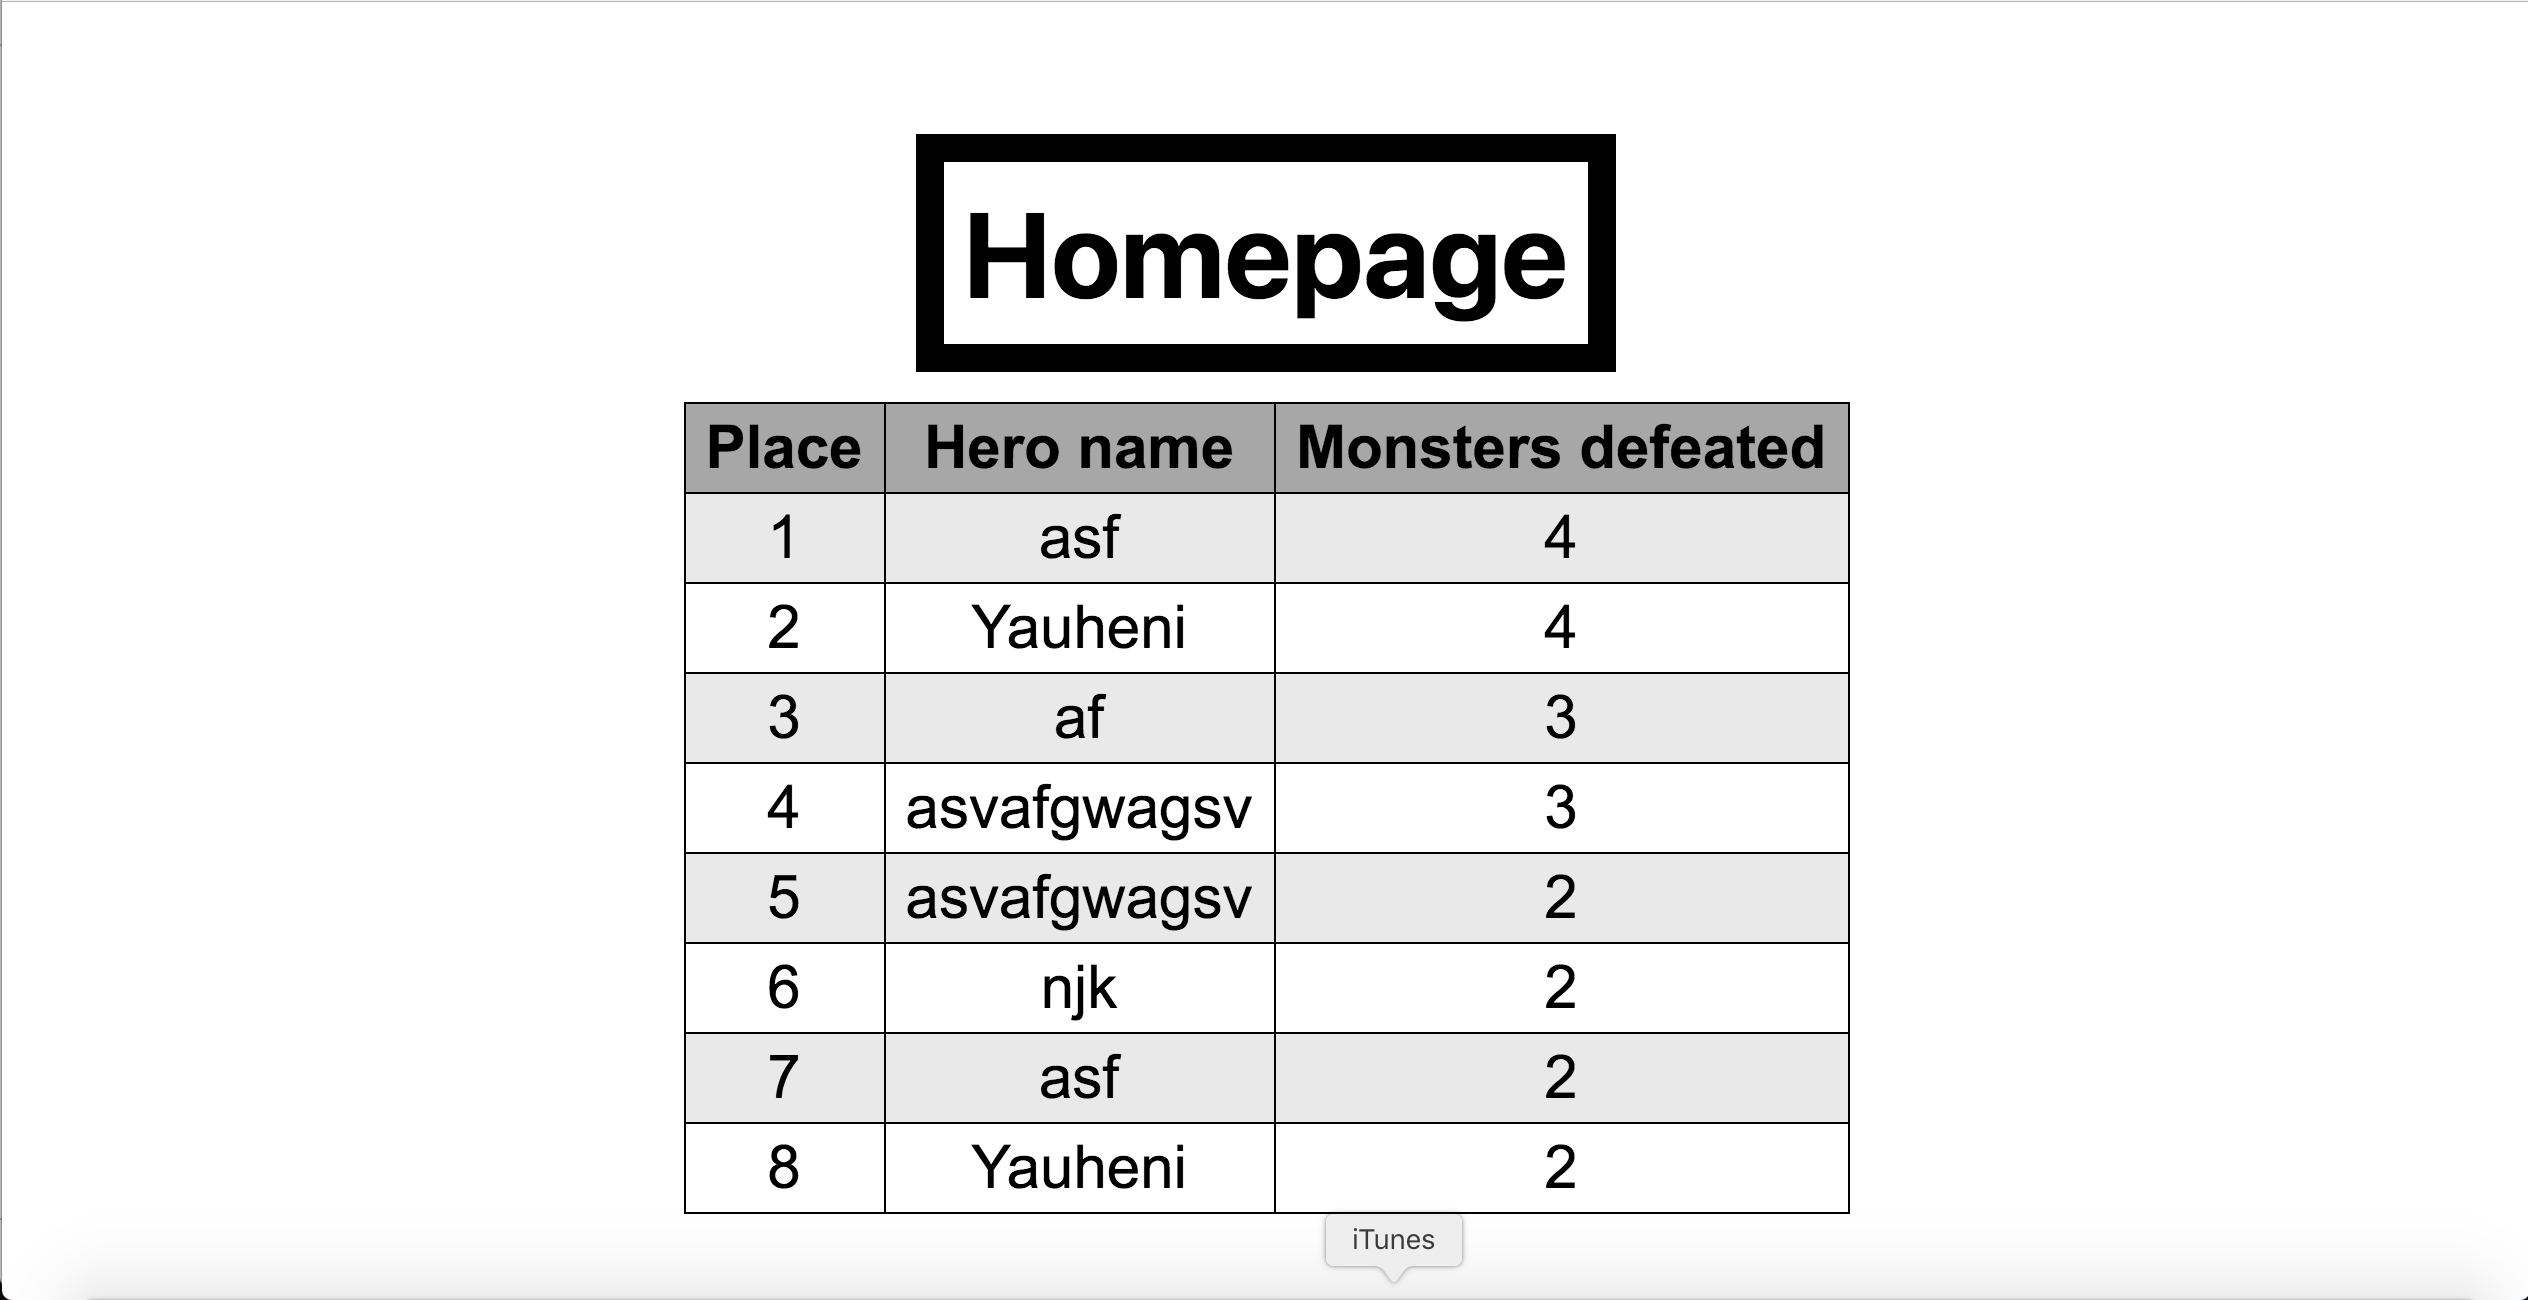 Homepage
Place Hero name Monsters defeated
1 asf 4
2 Yauheni 4
3 af 3
4 asvafgwagsv 3
5 asvafgwagsv 2
6 njk 2
7 asf 2
8 Yauheni 2
iTunes